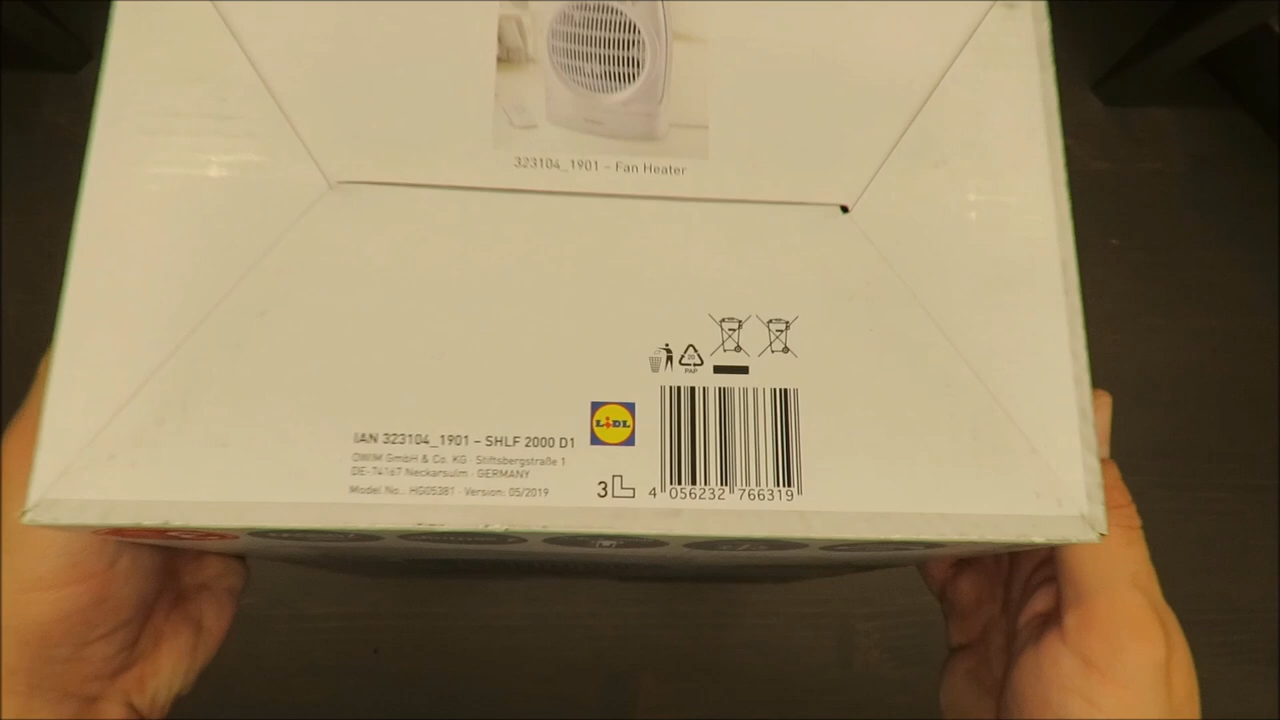 323104_1901 – Fan Heater
20
PAP
LIDL
IAN 323104_1901 – SHLF 2000 D1
OWIM GmbH & Co. KG · Stiftsbergstraße 1
DE-74167 Neckarsulm · GERMANY
Model No.: HG05381 · Version: 05/2019
3
4 056232 766319